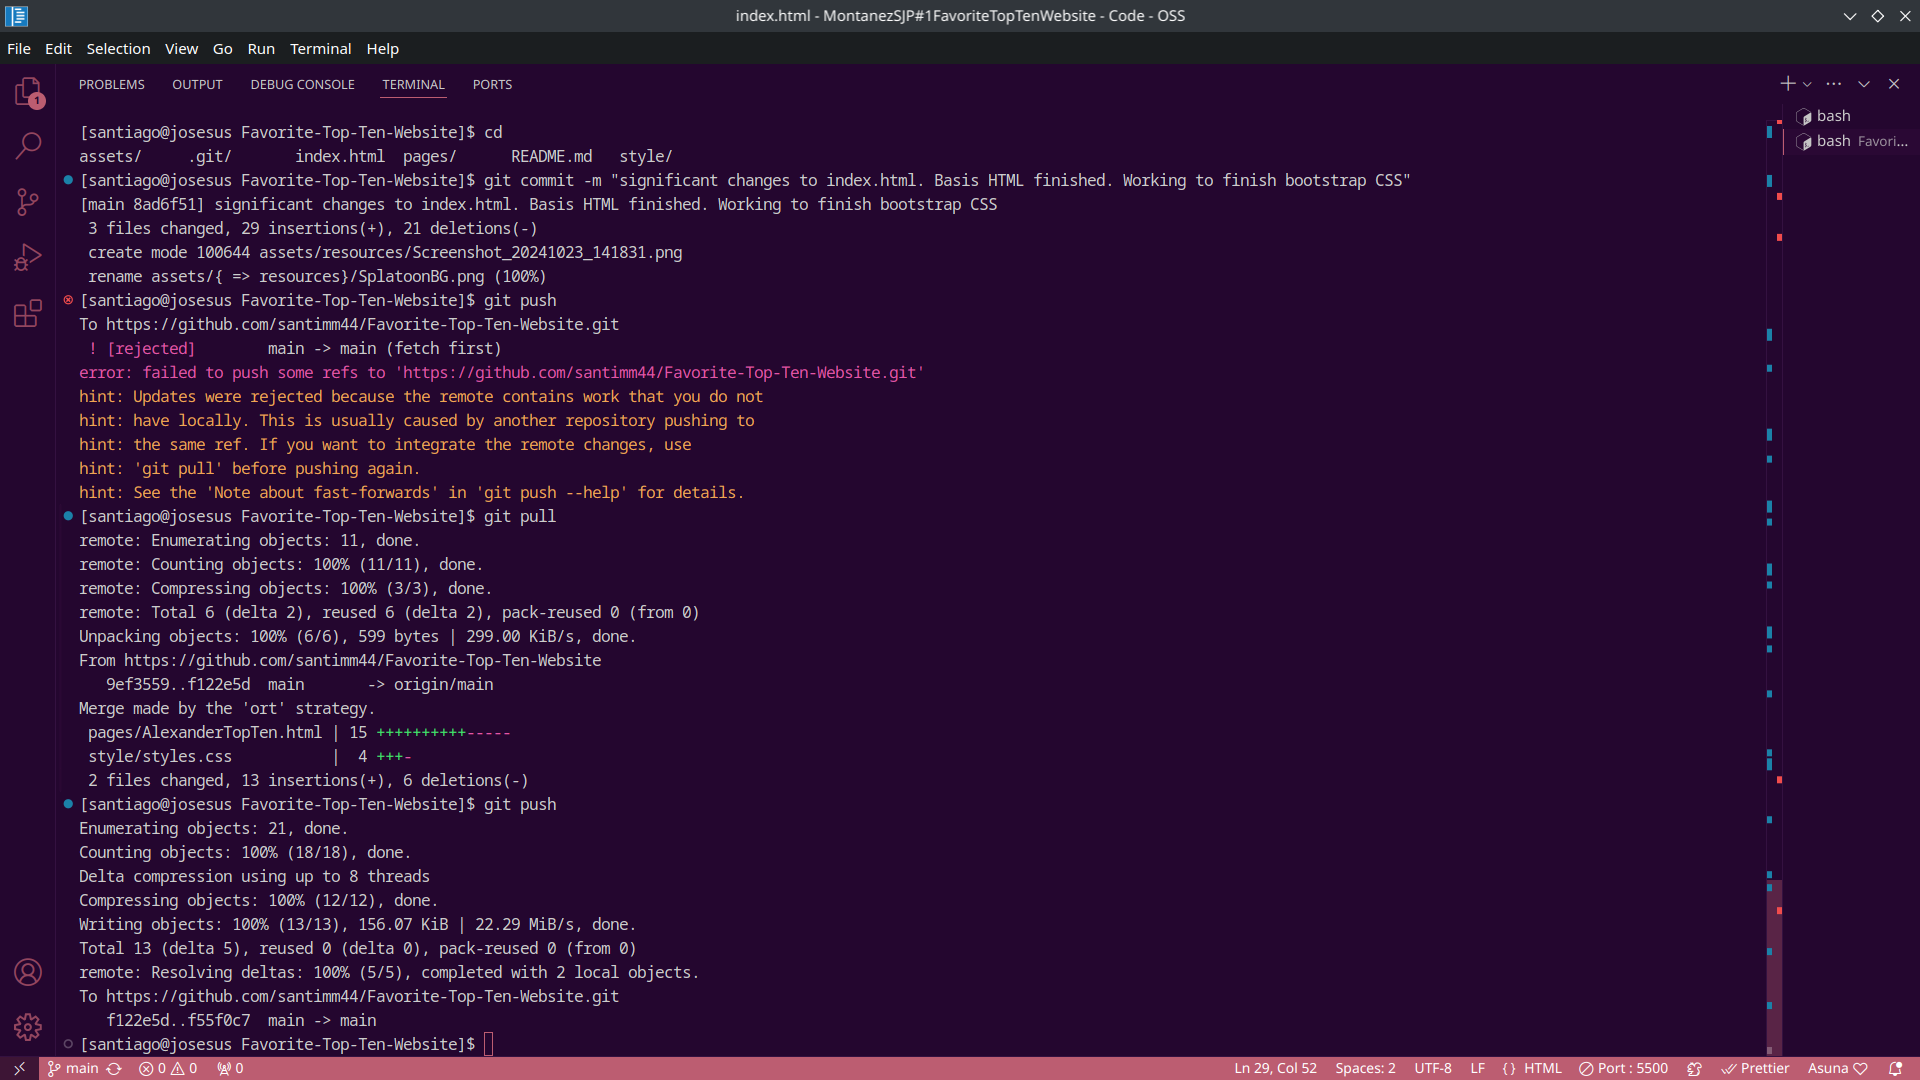 index.html - MontanezSJP#1FavoriteTopTenWebsite - Code - OSS
File Edit Selection View Go Run Terminal Help
PROBLEMS OUTPUT DEBUG CONSOLE TERMINAL PORTS
1
bash
bash Favori...
[santiago@josesus Favorite-Top-Ten-Website]$ cd
assets/ .git/ index.html pages/ README.md style/
[santiago@josesus Favorite-Top-Ten-Website]$ git commit -m "significant changes to index.html. Basis HTML finished. Working to finish bootstrap CSS"
[main 8ad6f51] significant changes to index.html. Basis HTML finished. Working to finish bootstrap CSS
3 files changed, 29 insertions(+), 21 deletions(-)
create mode 100644 assets/resources/Screenshot_20241023_141831.png
rename assets/{ => resources}/SplatoonBG.png (100%)
[santiago@josesus Favorite-Top-Ten-Website]$ git push
To https://github.com/santimm44/Favorite-Top-Ten-Website.git
! [rejected] main -> main (fetch first)
error: failed to push some refs to 'https://github.com/santimm44/Favorite-Top-Ten-Website.git'
hint: Updates were rejected because the remote contains work that you do not
hint: have locally. This is usually caused by another repository pushing to
hint: the same ref. If you want to integrate the remote changes, use
hint: 'git pull' before pushing again.
hint: See the 'Note about fast-forwards' in 'git push --help' for details.
[santiago@josesus Favorite-Top-Ten-Website]$ git pull
remote: Enumerating objects: 11, done.
remote: Counting objects: 100% (11/11), done.
remote: Compressing objects: 100% (3/3), done.
remote: Total 6 (delta 2), reused 6 (delta 2), pack-reused 0 (from 0)
Unpacking objects: 100% (6/6), 599 bytes | 299.00 KiB/s, done.
From https://github.com/santimm44/Favorite-Top-Ten-Website
9ef3559..f122e5d main -> origin/main
Merge made by the 'ort' strategy.
pages/AlexanderTopTen.html | 15 ++++++++++-----
style/styles.css | 4 +++-
2 files changed, 13 insertions(+), 6 deletions(-)
[santiago@josesus Favorite-Top-Ten-Website]$ git push
Enumerating objects: 21, done.
Counting objects: 100% (18/18), done.
Delta compression using up to 8 threads
Compressing objects: 100% (12/12), done.
Writing objects: 100% (13/13), 156.07 KiB | 22.29 MiB/s, done.
Total 13 (delta 5), reused 0 (delta 0), pack-reused 0 (from 0)
remote: Resolving deltas: 100% (5/5), completed with 2 local objects.
To https://github.com/santimm44/Favorite-Top-Ten-Website.git
f122e5d..f55f0c7 main -> main
[santiago@josesus Favorite-Top-Ten-Website]$
main 0 0 0 Ln 29, Col 52 Spaces: 2 UTF-8 LF {} HTML Port : 5500 Prettier Asuna